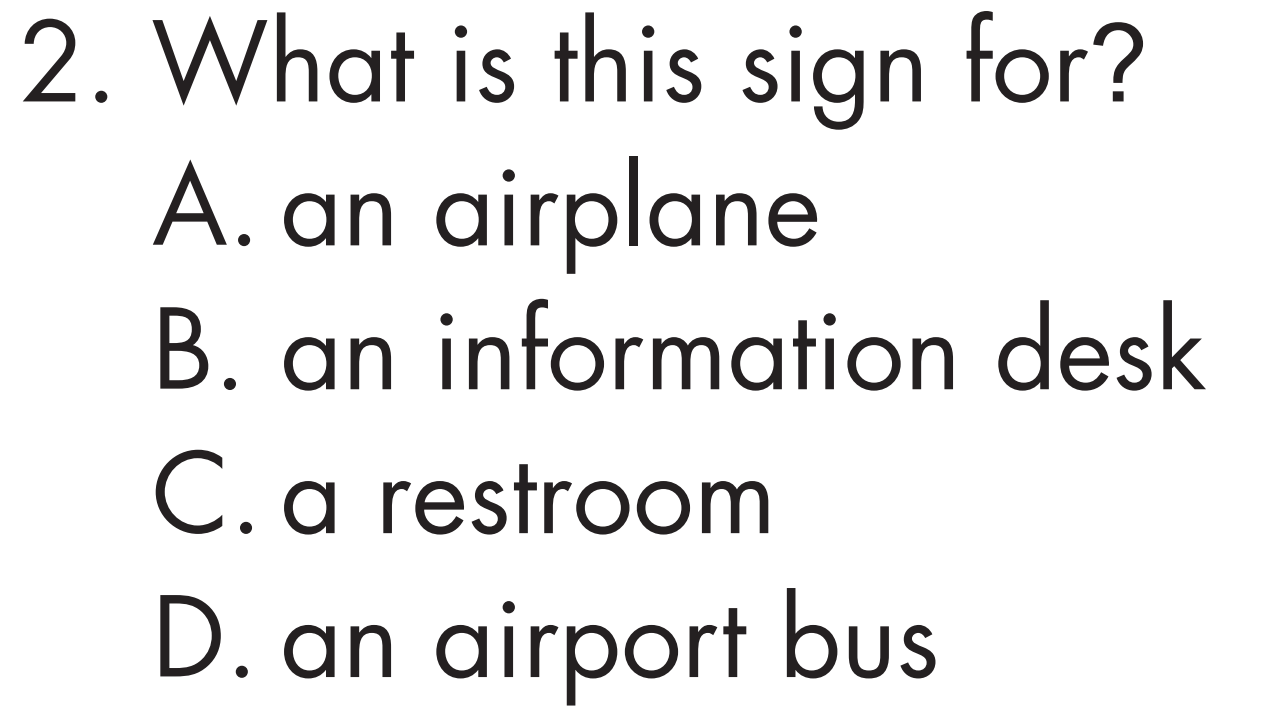 2. What is this sign for?
A. an airplane
B. an information desk
C. a restroom
D. an airport bus